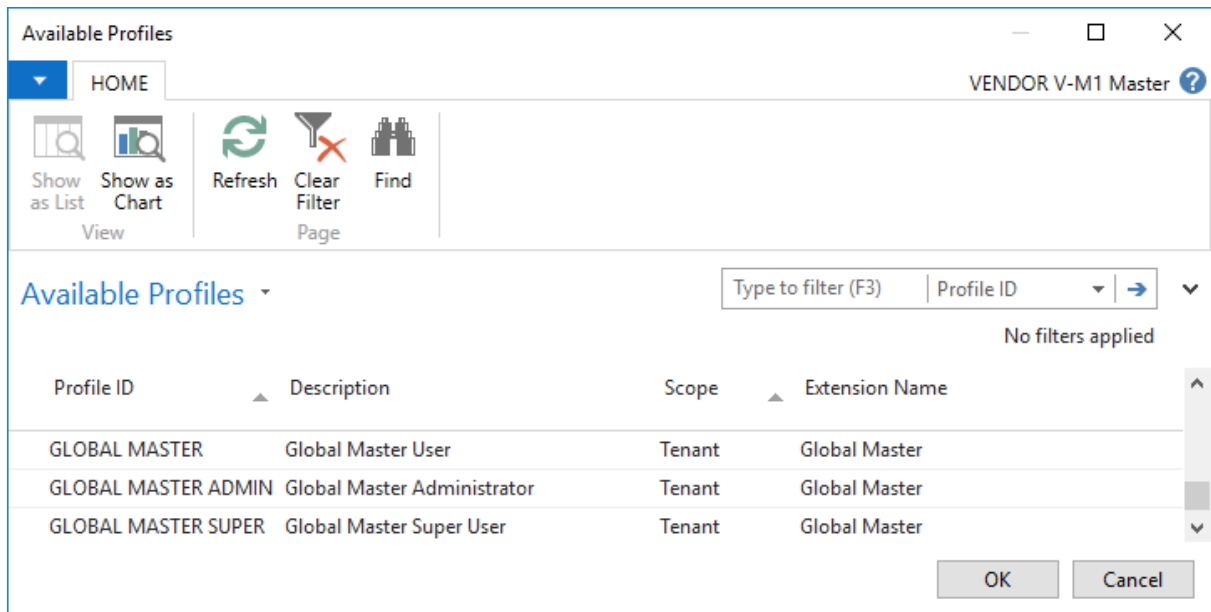 Available Profiles
HOME
VENDOR V-M1 Master ?
Show as List
Show as Chart
Refresh
Clear Filter
Find
View
Page
Available Profiles
Type to filter (F3) Profile ID
No filters applied
Profile ID Description Scope Extension Name
GLOBAL MASTER Global Master User Tenant Global Master
GLOBAL MASTER ADMIN Global Master Administrator Tenant Global Master
GLOBAL MASTER SUPER Global Master Super User Tenant Global Master
OK Cancel